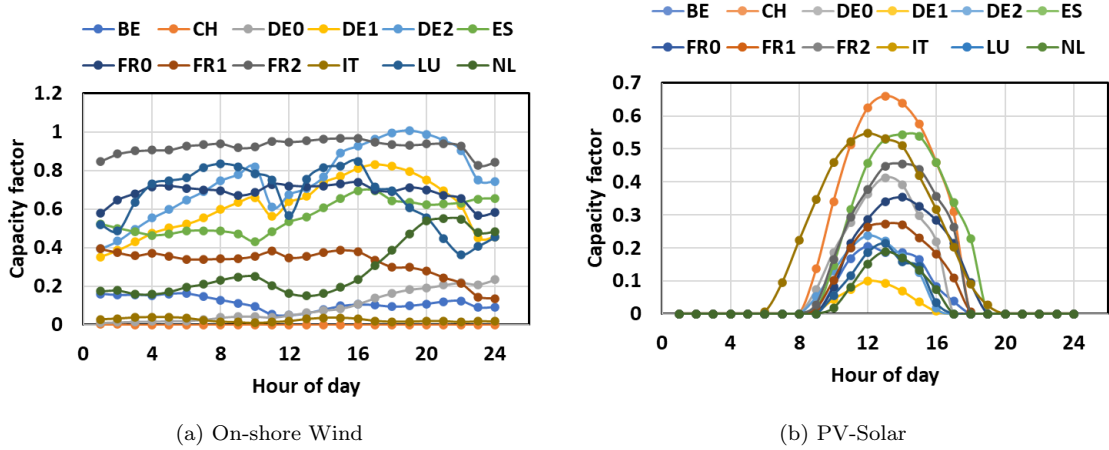 BE CH DE0 DE1 DE2 ES
FR0 FR1 FR2 IT LU NL
1.2
1
0.8
0.6
0.4
0.2
0
0 4 8 12 16 20 24
Capacity factor
Hour of day
(a) On-shore Wind
BE CH DE0 DE1 DE2 ES
FR0 FR1 FR2 IT LU NL
0.7
0.6
0.5
0.4
0.3
0.2
0.1
0
0 4 8 12 16 20 24
Capacity factor
Hour of day
(b) PV-Solar